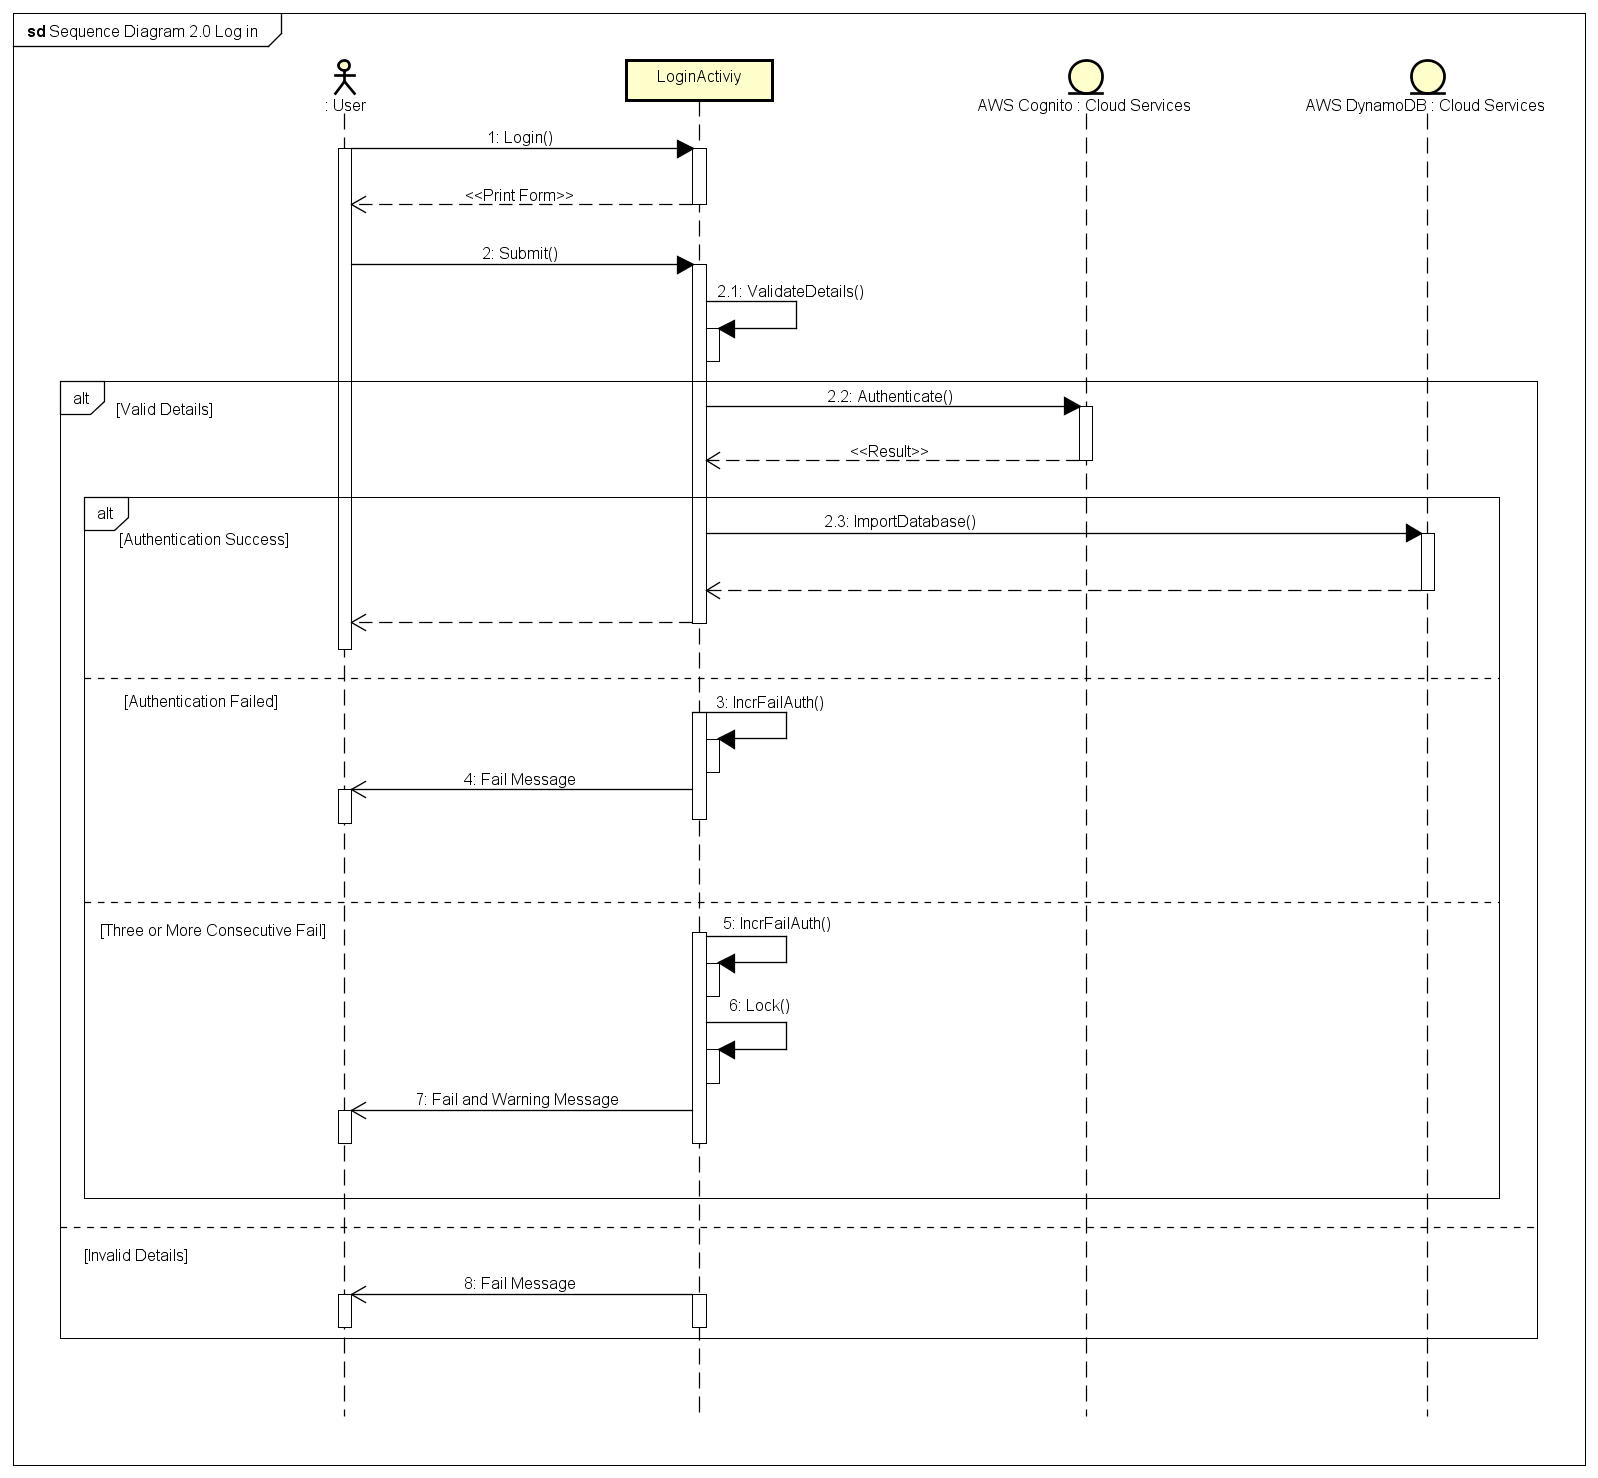 sd Sequence Diagram 2.0 Log in
: User
LoginActiviy
AWS Cognito : Cloud Services
AWS DynamoDB : Cloud Services
1: Login()
<<Print Form>>
2: Submit()
2.1: ValidateDetails()
alt
[Valid Details]
2.2: Authenticate()
<<Result>>
alt
[Authentication Success]
2.3: ImportDatabase()
[Authentication Failed]
3: IncrFailAuth()
4: Fail Message
[Three or More Consecutive Fail]
5: IncrFailAuth()
6: Lock()
7: Fail and Warning Message
[Invalid Details]
8: Fail Message